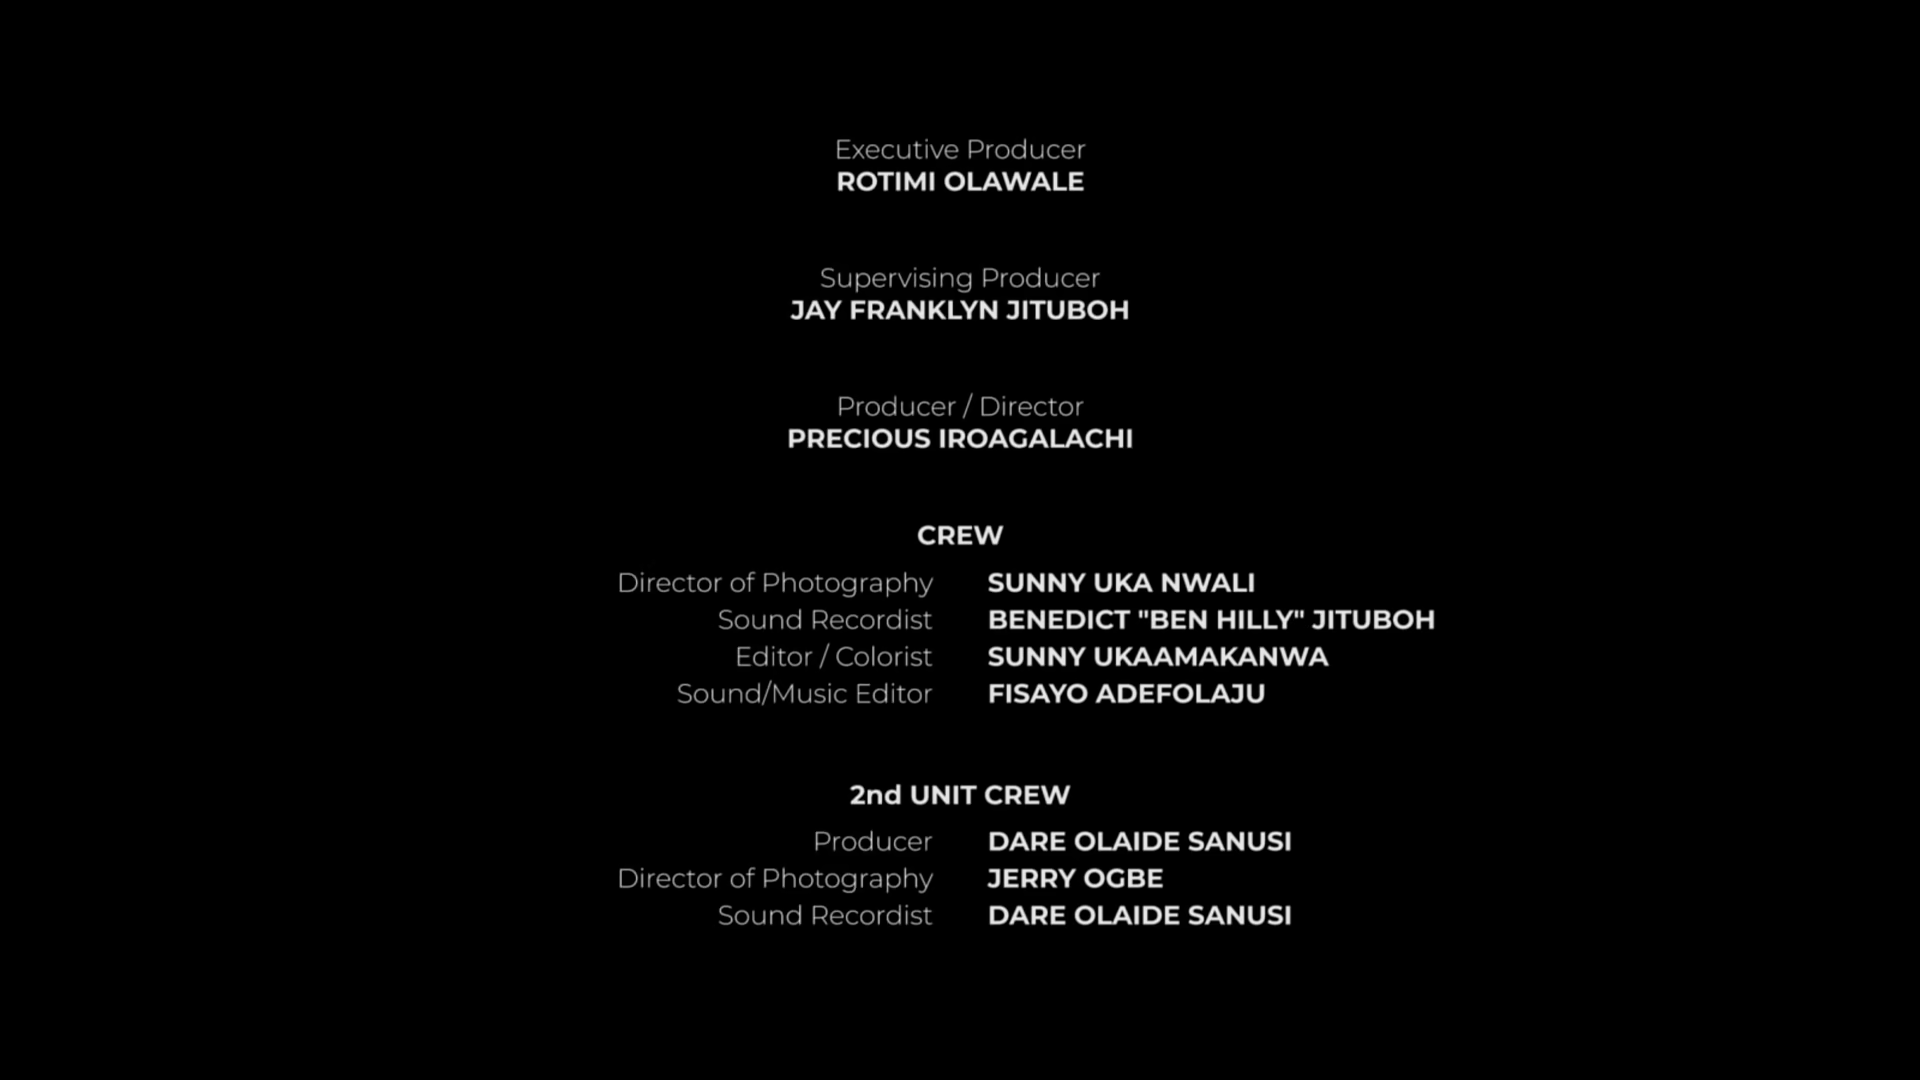 Executive Producer
ROTIMI OLAWALE
Supervising Producer
JAY FRANKLYN JITUBOH
Producer / Director
PRECIOUS IROAGALACHI
CREW
Director of Photography SUNNY UKA NWALI
Sound Recordist BENEDICT "BEN HILLY" JITUBOH
Editor / Colorist SUNNY UKAAMAKANWA
Sound/Music Editor FISAYO ADEFOLAJU
2nd UNIT CREW
Producer DARE OLAIDE SANUSI
Director of Photography JERRY OGBE
Sound Recordist DARE OLAIDE SANUSI